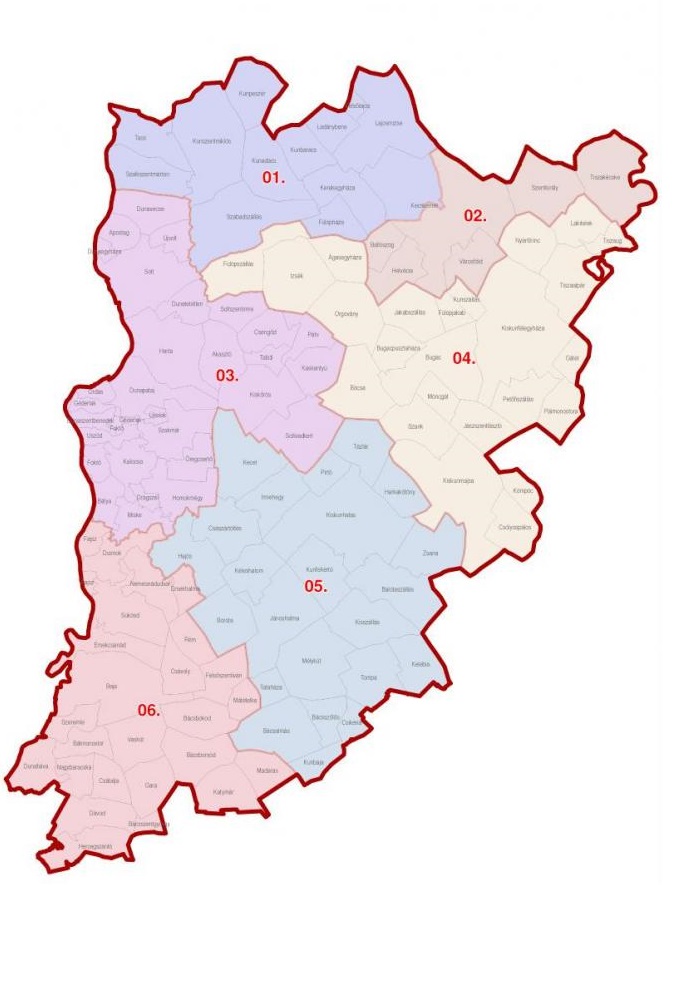 Kunpeszér
Tass
Kunszentmiklós
Ladánybene
Lajosmizse
Kunbaracs
Kunadacs
Szalkszentmárton
01.
Kerekegyháza
Kecskemét
Szabadszállás
Fülöpháza
Tiszakécske
Szentkirály
02.
Lakitelek
Nyárlőrinc
Tiszaug
Ballószög
Helvécia
Városföld
Dunavecse
Apostag
Újsolt
Dunaegyháza
Solt
Fülöpszállás
Izsák
Ágasegyháza
Tiszaalpár
Dunatetétlen
Soltszentimre
Orgovány
Jakabszállás
Kunszállás
Fülöpjakab
Kiskunfélegyháza
Csengőd
Páhi
Harta
Akasztó
Tabdi
Kaskantyú
03.
Bugacpusztaháza
Bugac
04.
Gátér
Dunapataj
Kiskőrös
Bócsa
Móricgát
Petőfiszállás
Pálmonostora
Ordas
Géderlak
Uszód
Szakmár
Soltvadkert
Szank
Jászszentlászló
Foktő
Kalocsa
Öregcsertő
Kecel
Tázlár
Pirtó
Harkakötöny
Kiskunmajsa
Kömpöc
Csólyospálos
Bátya
Drágszél
Homokmégy
Miske
Imrehegy
Kiskunhalas
Császártöltés
Zsana
Fajsz
Dusnok
Hajós
Nemesnádudvar
Érsekhalma
Kéleshalom
Kunfehértó
05.
Balotaszállás
Sükösd
Borota
Jánoshalma
Kisszállás
Érsekcsanád
Rém
Csávoly
Felsőszentiván
Mélykút
Tompa
Kelebia
Baja
Tataháza
Mátételke
06.
Bácsbokod
Bácsalmás
Bácsszőlős
Csikéria
Szeremle
Bátmonostor
Vaskút
Bácsborsód
Kunbaja
Dunafalva
Nagybaracska
Csátalja
Gara
Madaras
Katymár
Dávod
Bácsszentgyörgy
Hercegszántó